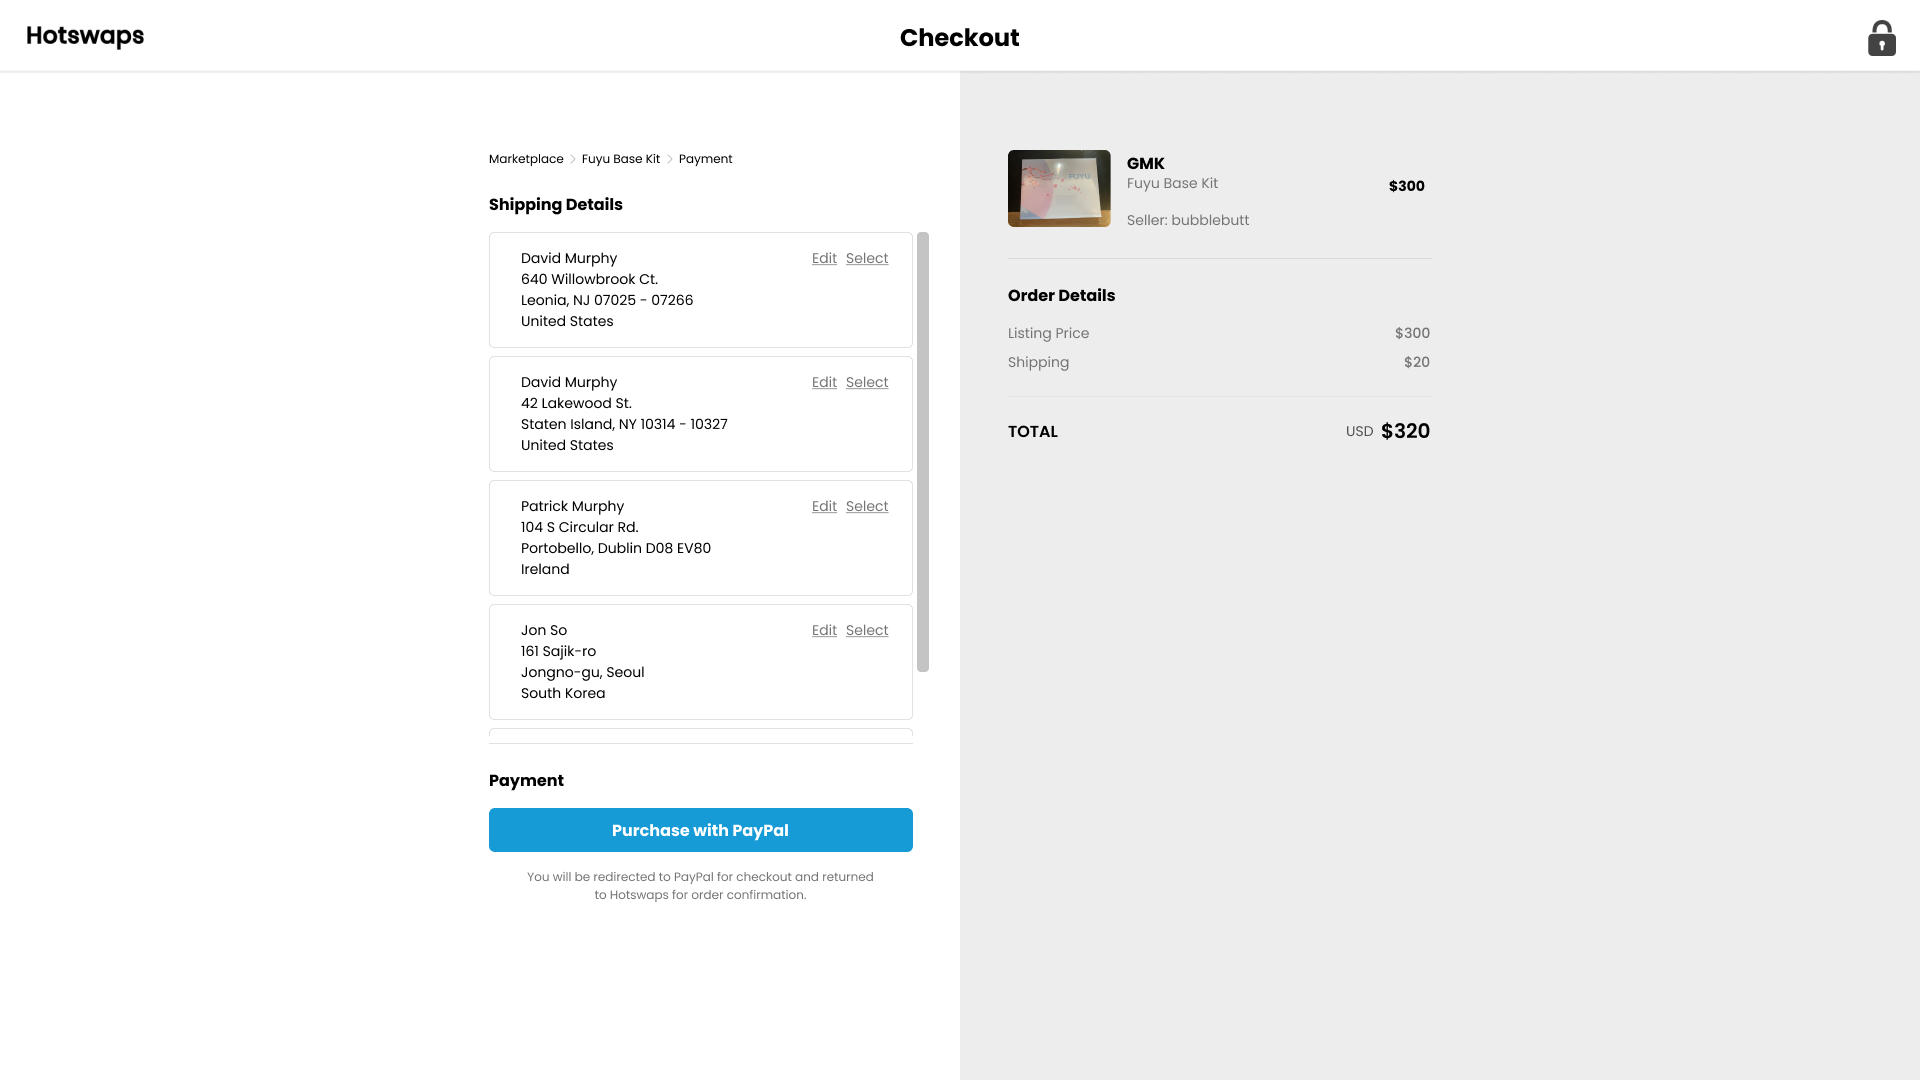 Hotswaps
Checkout
Marketplace > Fuyu Base Kit > Payment
Shipping Details
David Murphy
Edit Select
640 Willowbrook Ct.
Leonia, NJ 07025 - 07266
United States
David Murphy
Edit Select
42 Lakewood St.
Staten Island, NY 10314 - 10327
United States
Patrick Murphy
Edit Select
104 S Circular Rd.
Portobello, Dublin D08 EV80
Ireland
Jon So
Edit Select
161 Sajik-ro
Jongno-gu, Seoul
South Korea
Payment
Purchase with PayPal
You will be redirected to PayPal for checkout and returned
to Hotswaps for order confirmation.
FUYU
GMK
Fuyu Base Kit
$300
Seller: bubblebutt
Order Details
Listing Price $300
Shipping $20
TOTAL USD $320